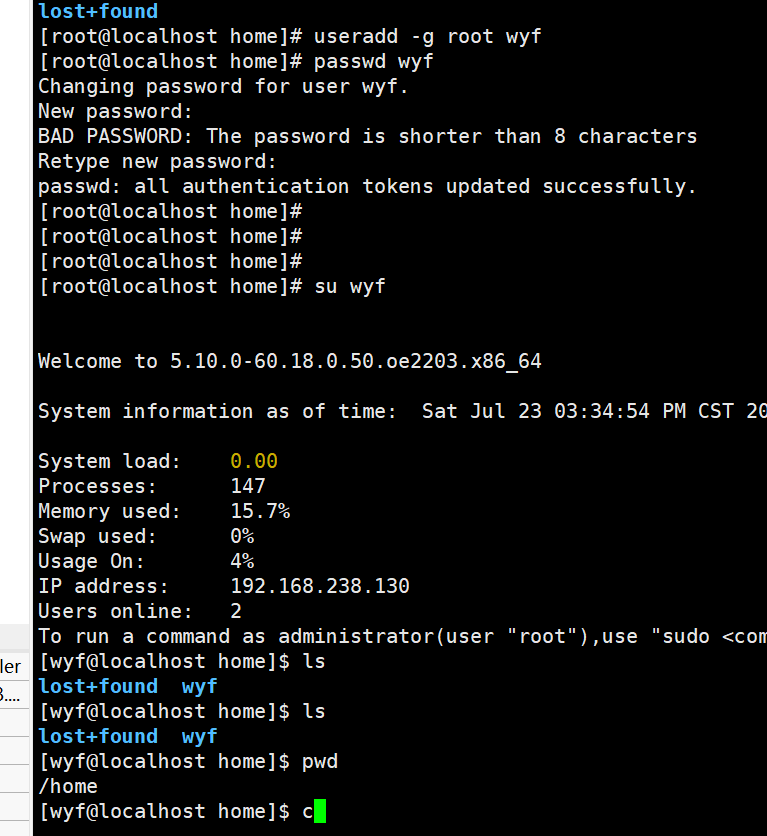 lost+found
[root@localhost home]# useradd -g root wyf
[root@localhost home]# passwd wyf
Changing password for user wyf.
New password:
BAD PASSWORD: The password is shorter than 8 characters
Retype new password:
passwd: all authentication tokens updated successfully.
[root@localhost home]#
[root@localhost home]#
[root@localhost home]#
[root@localhost home]# su wyf
Welcome to 5.10.0-60.18.0.50.oe2203.x86_64
System information as of time:  Sat Jul 23 03:34:54 PM CST 20
System load:    0.00
Processes:      147
Memory used:    15.7%
Swap used:      0%
Usage On:       4%
IP address:     192.168.238.130
Users online:   2
To run a command as administrator(user "root"),use "sudo <com
[wyf@localhost home]$ ls
lost+found  wyf
[wyf@localhost home]$ ls
lost+found  wyf
[wyf@localhost home]$ pwd
/home
[wyf@localhost home]$ c
ler
3....